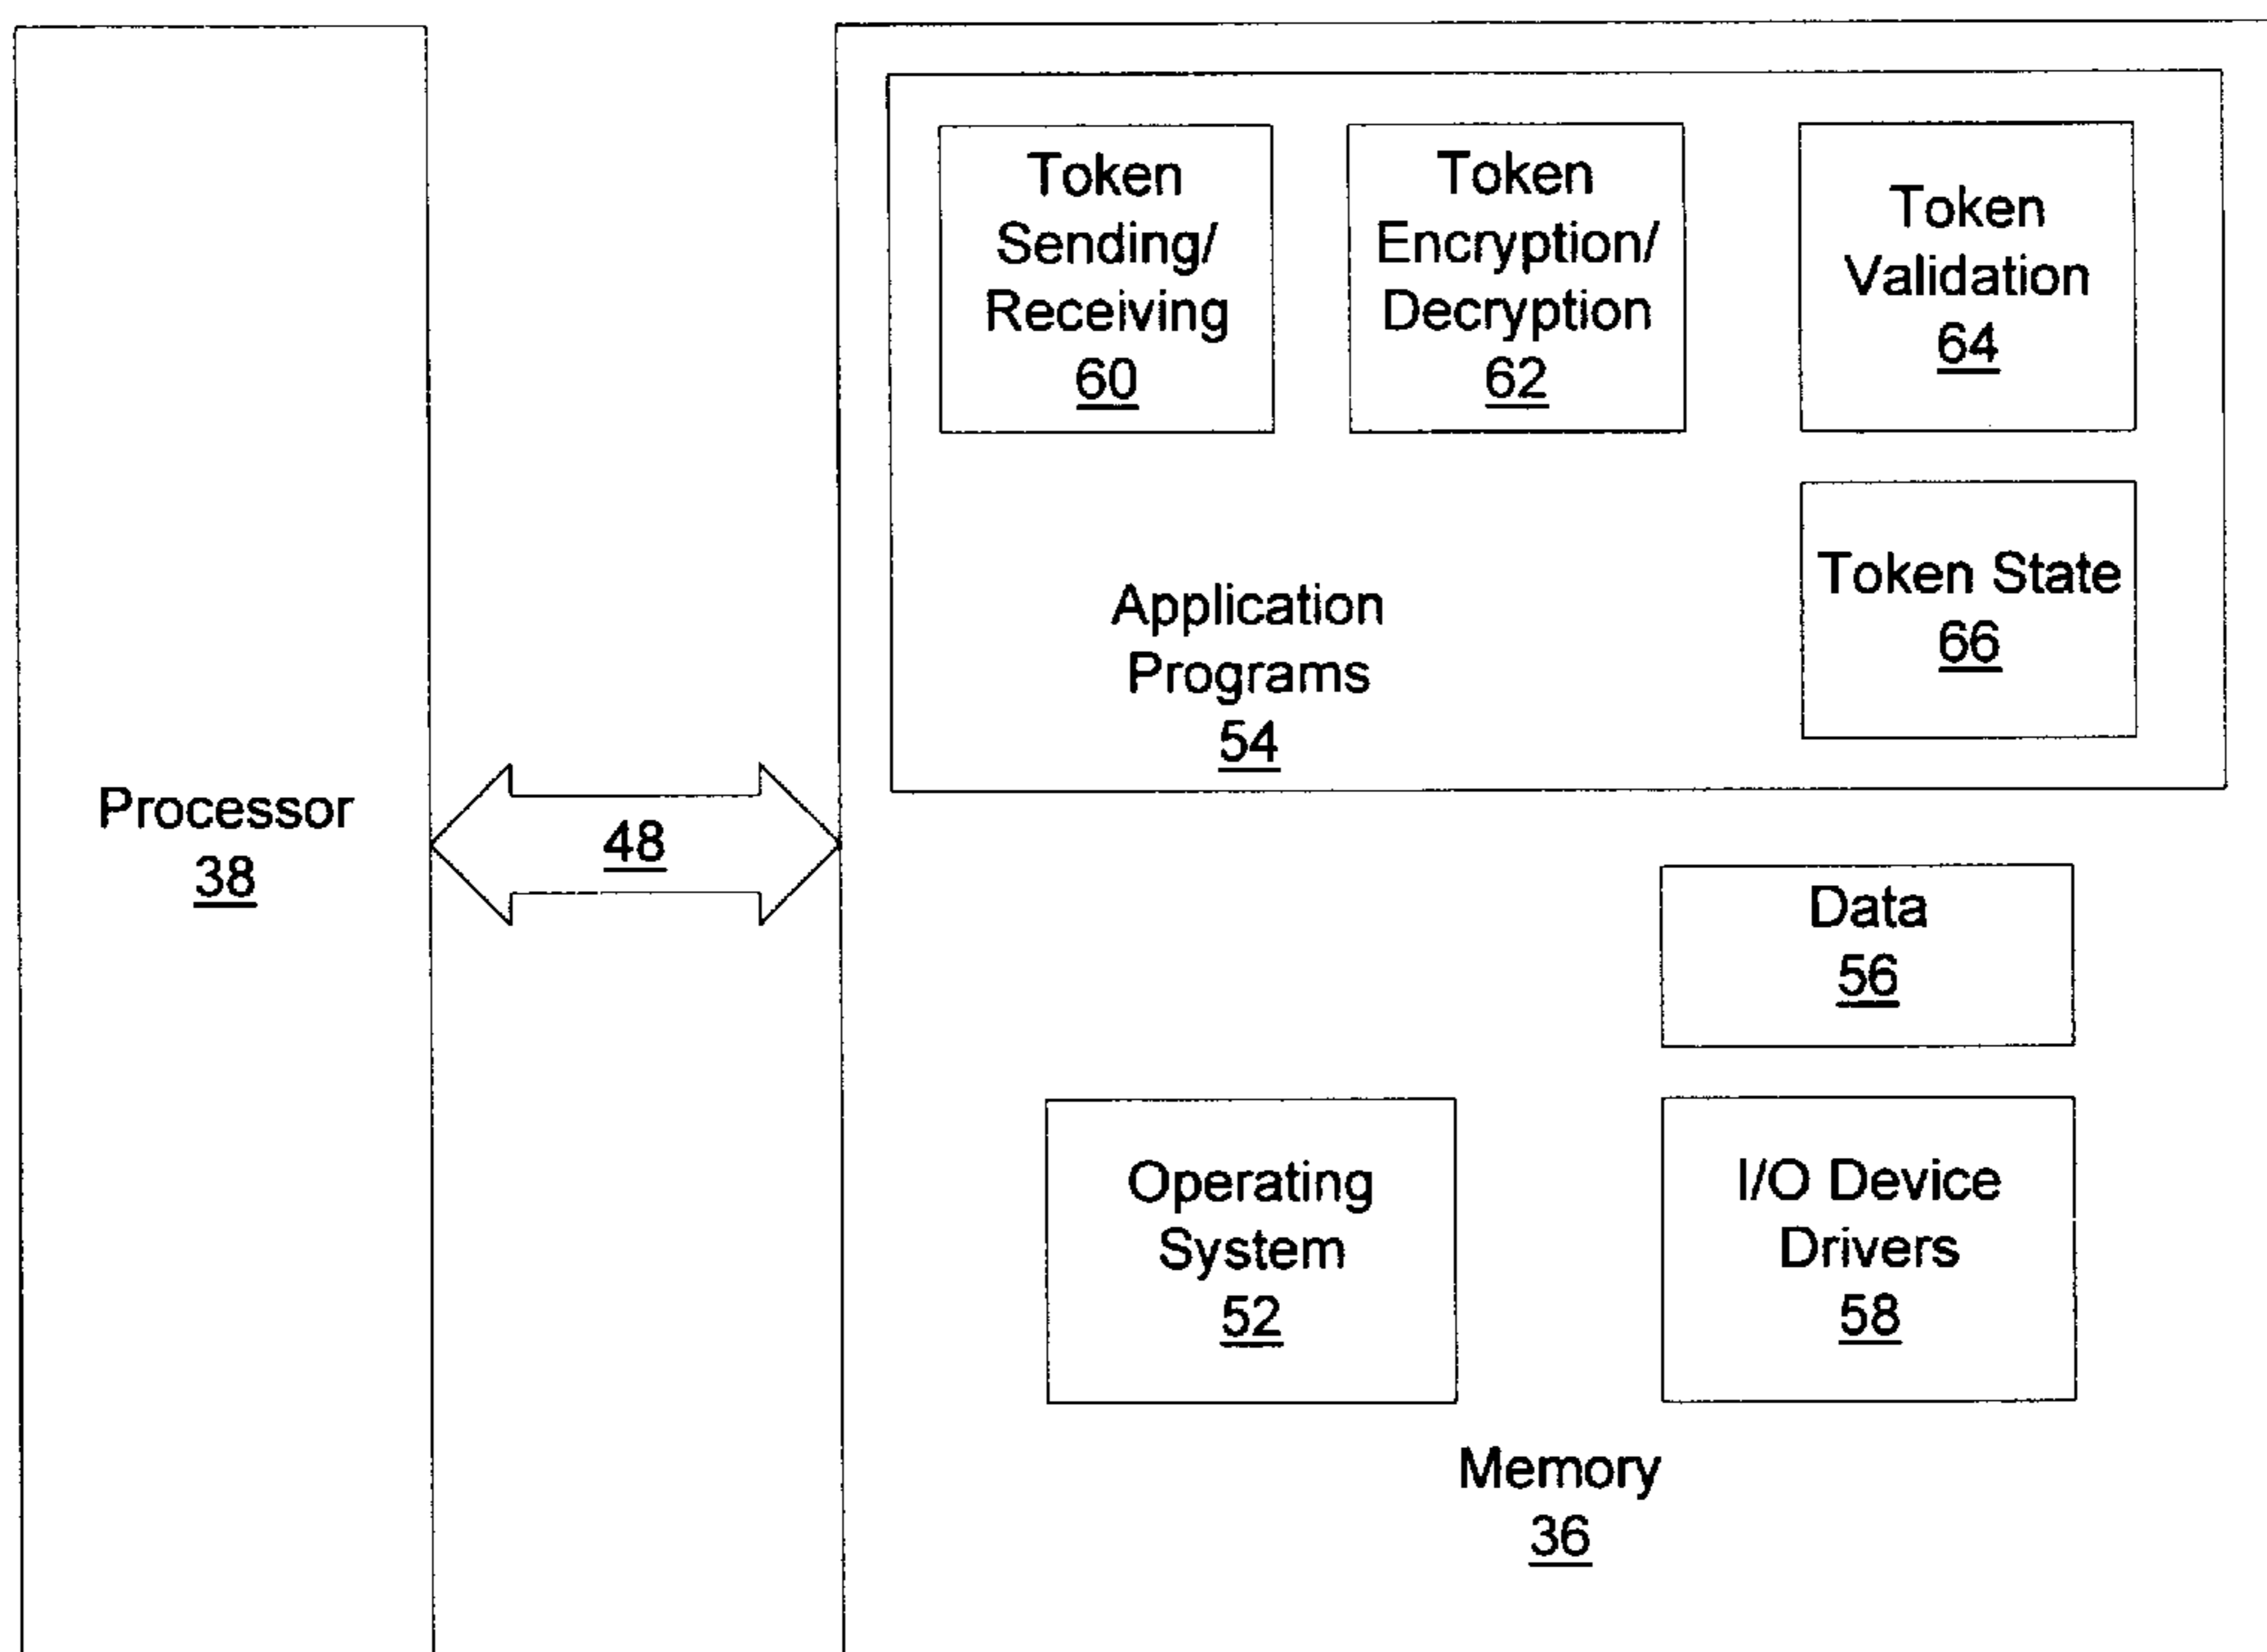 Token
Sending/
Receiving
60
Token
Encryption/
Decryption
62
Token
Validation
64
Token State
66
Application
Programs
54
Processor
38
48
Data
56
Operating
System
52
I/O Device
Drivers
58
Memory
36